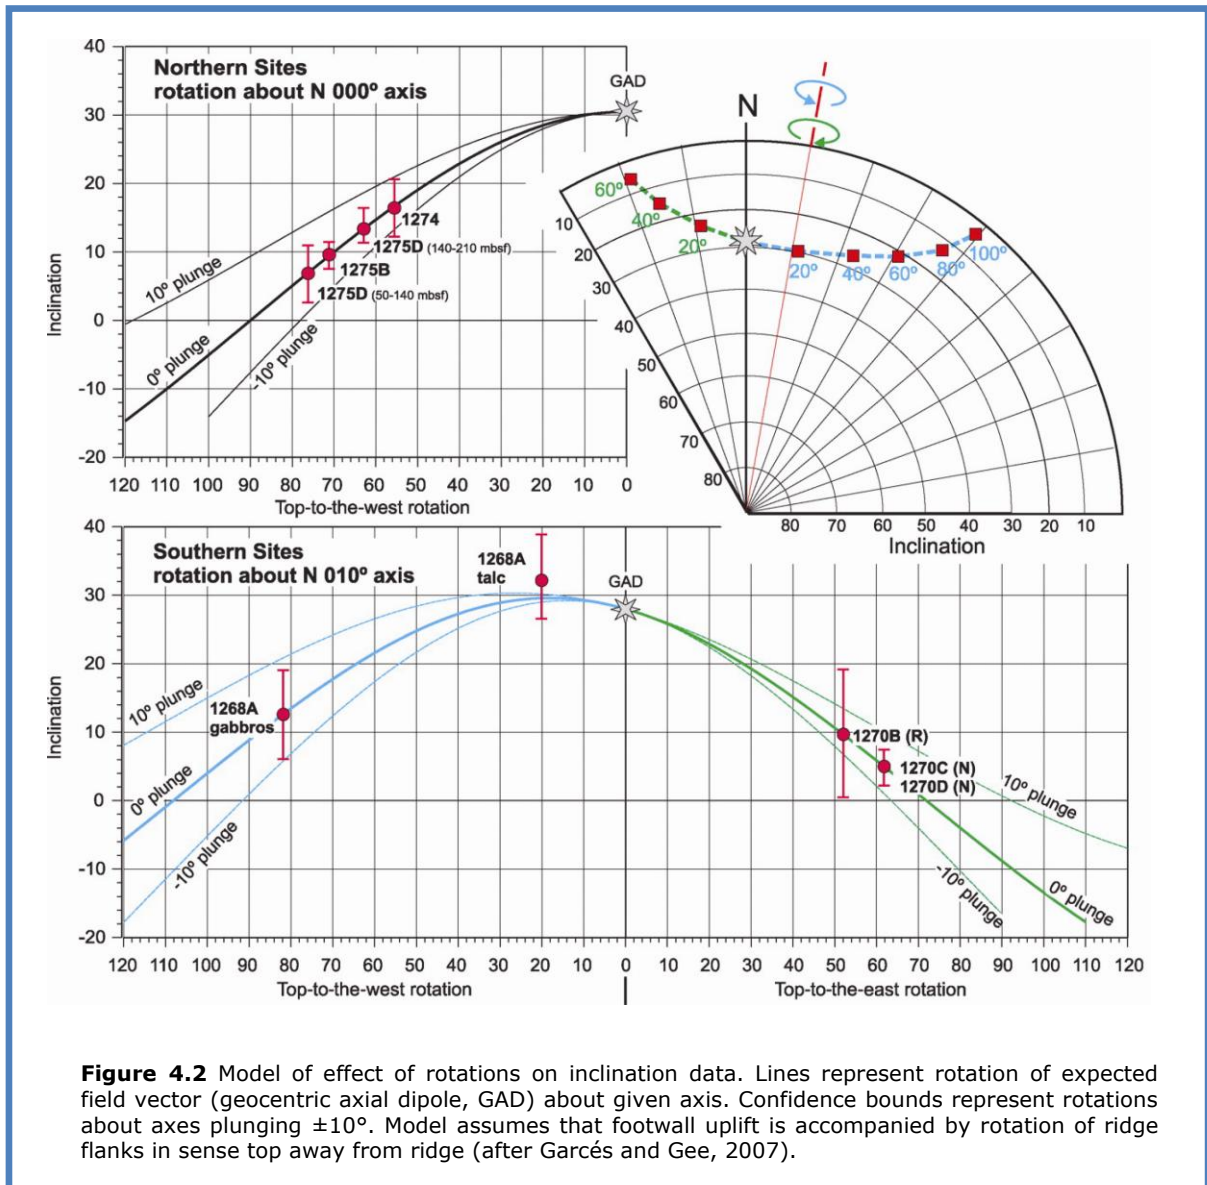 40
30
20
10
0
-10
-20
Inclination
Northern Sites
rotation about N 000º axis
GAD
10º plunge
0º plunge
-10º plunge
1274
1275D (140-210 mbsf)
1275B
1275D (50-140 mbsf)
120 110 100 90 80 70 60 50 40 30 20 10 0
Top-to-the-west rotation
N
60º
40º
20º
20º
40º
60º
80º
100º
10
20
30
40
50
60
70
80
80 70 60 50 40 30 20 10
Inclination
40
30
20
10
0
-10
-20
Inclination
Southern Sites
rotation about N 010º axis
1268A
talc
GAD
10º plunge
1268A
gabbros
0º plunge
-10º plunge
1270B (R)
1270C (N)
1270D (N)
10º plunge
0º plunge
-10º plunge
120 110 100 90 80 70 60 50 40 30 20 10 0 10 20 30 40 50 60 70 80 90 100 110 120
Top-to-the-west rotation
Top-to-the-east rotation
Figure 4.2 Model of effect of rotations on inclination data. Lines represent rotation of expected
field vector (geocentric axial dipole, GAD) about given axis. Confidence bounds represent rotations
about axes plunging ±10°. Model assumes that footwall uplift is accompanied by rotation of ridge
flanks in sense top away from ridge (after Garcés and Gee, 2007).